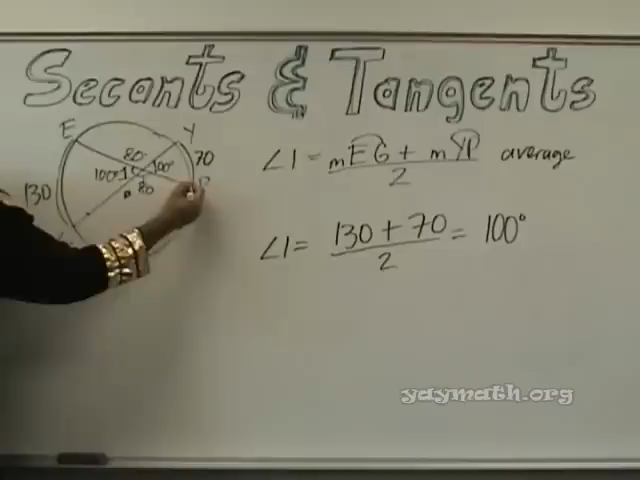 Secants & Tangents
E
Y
80
70
100° 1 100°
130
80
∠1 = mEG + mYP average
2
∠1 = 130 + 70 = 100°
2
yaymath.org